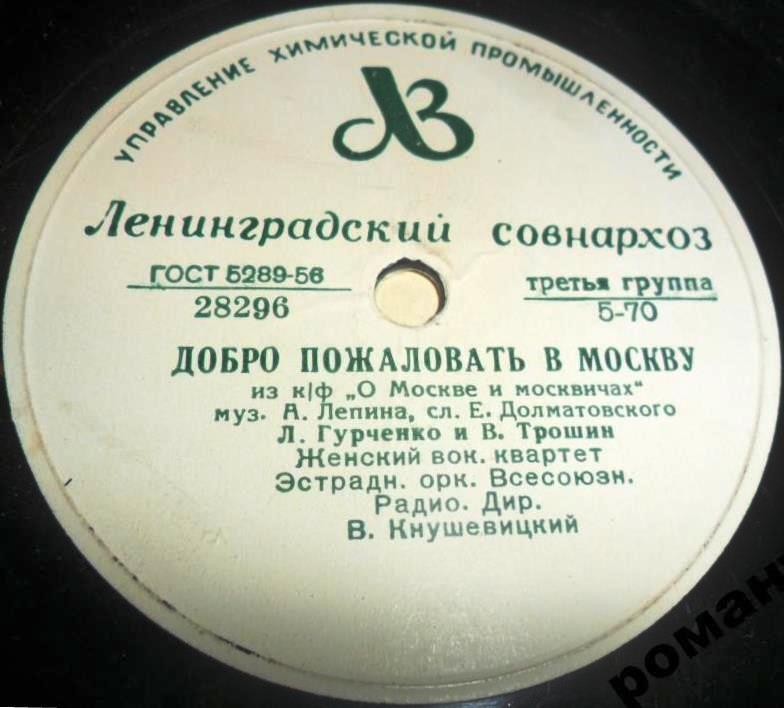 УПРАВЛЕНИЕ ХИМИЧЕСКОЙ ПРОМЫШЛЕННОСТИ
ЛЗ
Ленинградский совнархоз
ГОСТ 5289-56
28296
третья группа
5-70
ДОБРО ПОЖАЛОВАТЬ В МОСКВУ
из к/ф „О Москве и москвичах"
муз. А. Лепина, сл. Е. Долматовского
Л. Гурченко и В. Трошин
Женский вок. квартет
Эстрадн. орк. Всесоюзн.
Радио. Дир.
В. Кнушевицкий